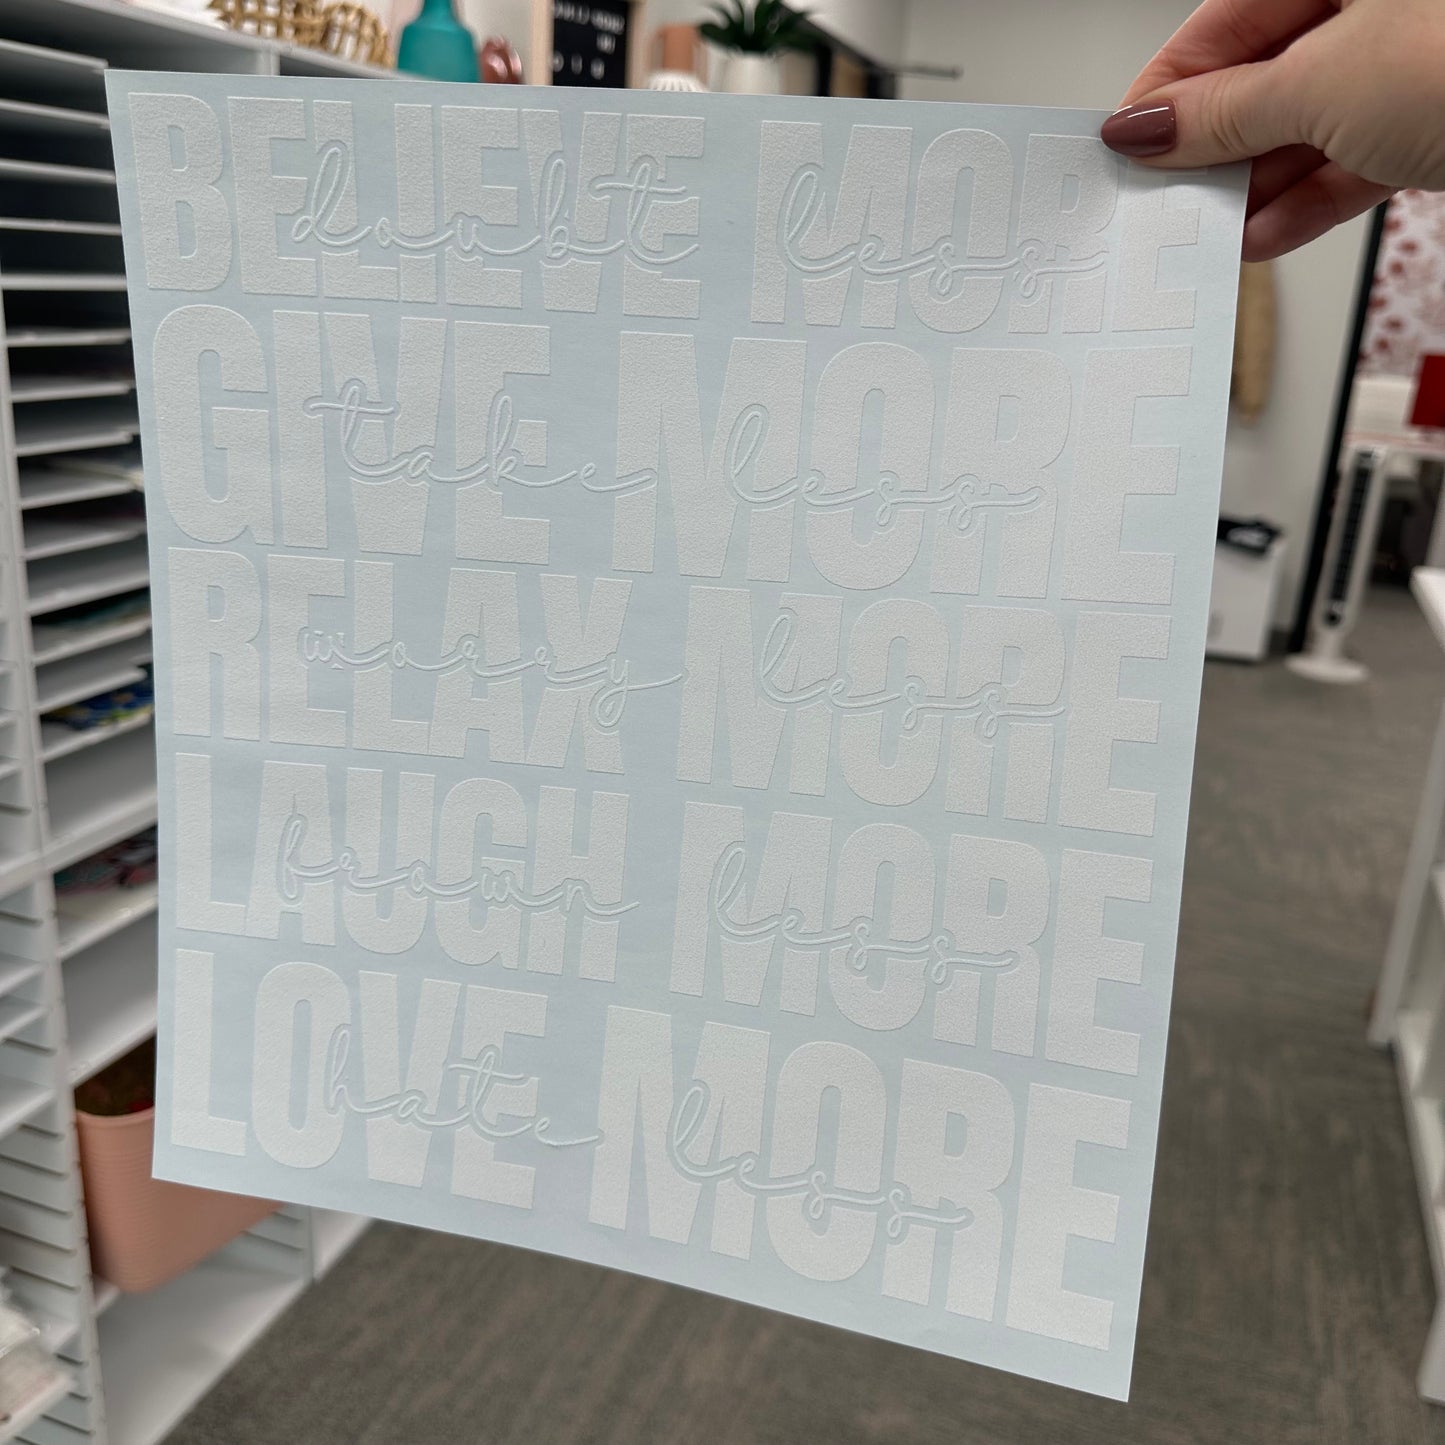 BELIEVE MORE
doubt less
GIVE MORE
take less
RELAX MORE
worry less
LAUGH MORE
frown less
LOVE MORE
hate less